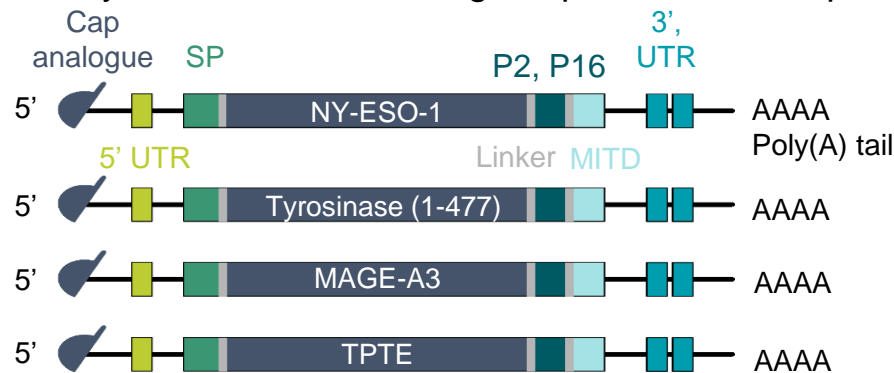 Cap
analogue
SP
P2, P16
3’,
UTR
5’
NY-ESO-1
AAAA
Poly(A) tail
5’ UTR
Linker
MITD
5’
Tyrosinase (1-477)
AAAA
5’
MAGE-A3
AAAA
5’
TPTE
AAAA